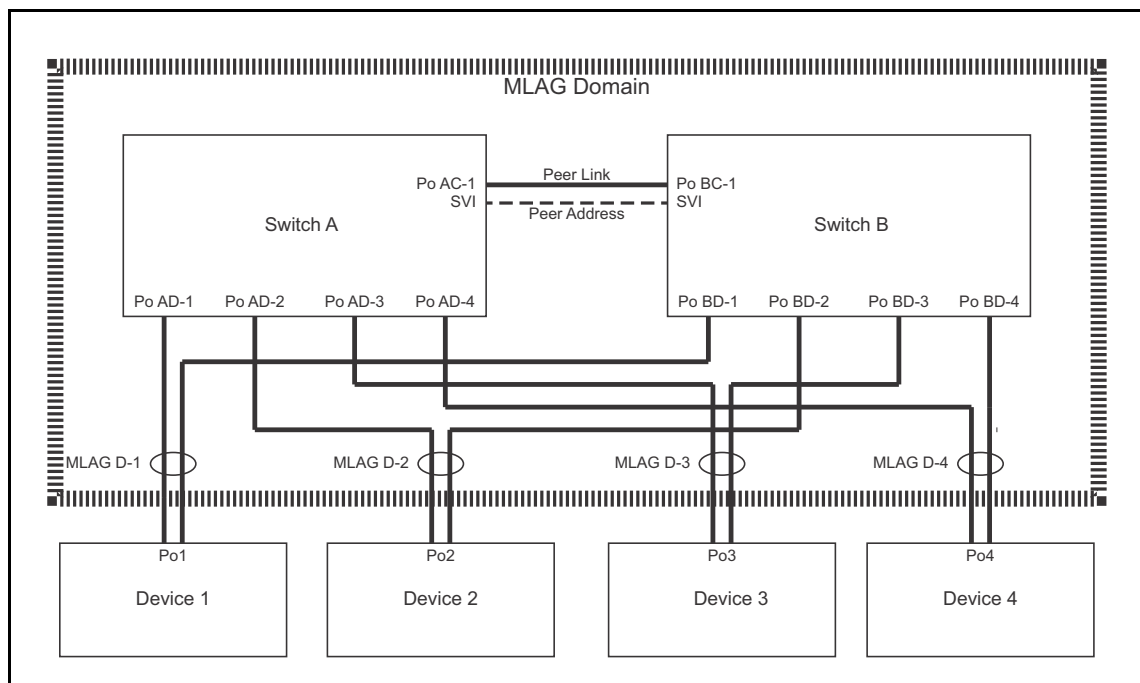 MLAG Domain
Po AC-1
Peer Link
Po BC-1
SVI
Peer Address
SVI
Switch A
Switch B
Po AD-1
Po AD-2
Po AD-3
Po AD-4
Po BD-1
Po BD-2
Po BD-3
Po BD-4
MLAG D-1
MLAG D-2
MLAG D-3
MLAG D-4
Po1
Po2
Po3
Po4
Device 1
Device 2
Device 3
Device 4